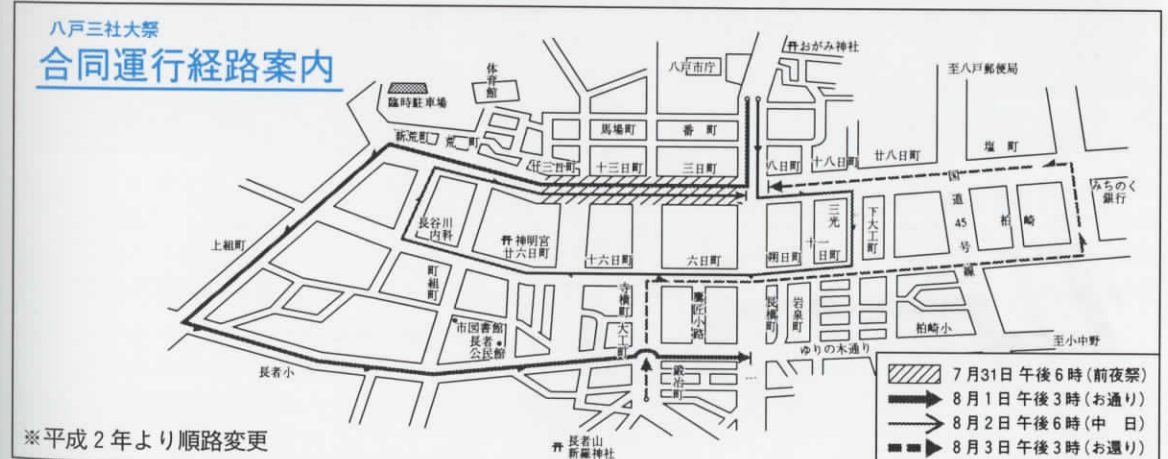 八戸三社大祭
合同運行経路案内
开おがみ神社
八戸市庁
至八戸郵便局
体育館
臨時駐車場
新荒町
荒町
馬場町
番町
塩町
廿三日町
十三日町
三日町
八日町
十八日町
廿八日町
みちのく
銀行
国道45号線
長谷川
内科
三光
下大工町
柏崎
开神明宮
廿六日町
十一
日町
上組町
十六日町
六日町
朔日町
町組町
寺横町
大工町
鷹匠小路
長横町
岩泉町
市図書館
長者
公民館
柏崎小
ゆりの木通り
至小中野
長者小
鍛冶町
开長者山
新羅神社
7月31日 午後6時(前夜祭)
8月1日 午後3時(お通り)
8月2日 午後6時(中 日)
8月3日 午後3時(お還り)
※平成2年より順路変更